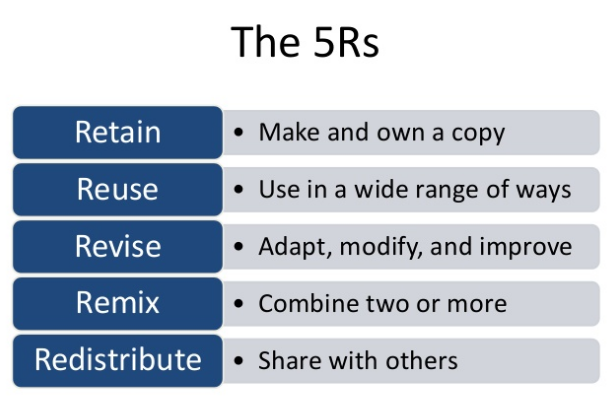 The 5Rs
Retain • Make and own a copy
Reuse • Use in a wide range of ways
Revise • Adapt, modify, and improve
Remix • Combine two or more
Redistribute • Share with others